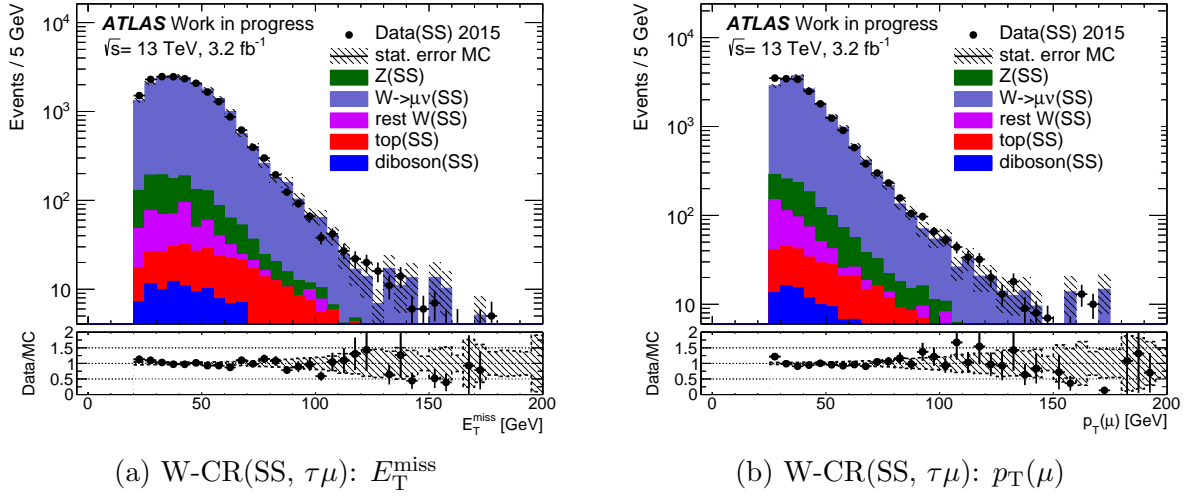 ATLAS Work in progress
√s= 13 TeV, 3.2 fb⁻¹
Data(SS) 2015
stat. error MC
Z(SS)
W->μν(SS)
rest W(SS)
top(SS)
diboson(SS)
Events / 5 GeV
10⁴
10³
10²
10
Data/MC
2
1.5
1
0.5
0
0 50 100 150 200
E_T^miss [GeV]
(a) W-CR(SS, τμ): E_T^miss
ATLAS Work in progress
√s= 13 TeV, 3.2 fb⁻¹
Data(SS) 2015
stat. error MC
Z(SS)
W->μν(SS)
rest W(SS)
top(SS)
diboson(SS)
Events / 5 GeV
10⁴
10³
10²
10
Data/MC
2
1.5
1
0.5
0
0 50 100 150 200
p_T(μ) [GeV]
(b) W-CR(SS, τμ): p_T(μ)